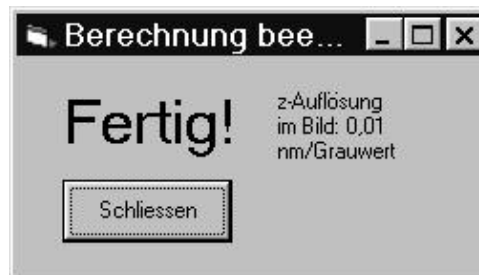 Berechnung bee...
Fertig!
z-Auflösung
im Bild: 0,01
nm/Grauwert
Schliessen